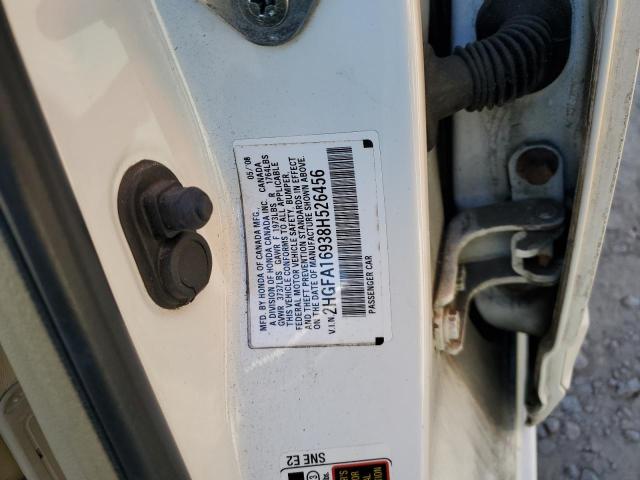 MFD. BY HONDA OF CANADA MFG. 05/08
A DIVISION OF HONDA CANADA INC. CANADA
GVWR 3737LBS GAWR F 1973LBS R 1764LBS
THIS VEHICLE CONFORMS TO ALL APPLICABLE
FEDERAL MOTOR VEHICLE SAFETY, BUMPER,
AND THEFT PREVENTION STANDARDS IN EFFECT
ON THE DATE OF MANUFACTURE SHOWN ABOVE.
V.I.N. 2HGFA16938H526456
PASSENGER CAR
SNE E2